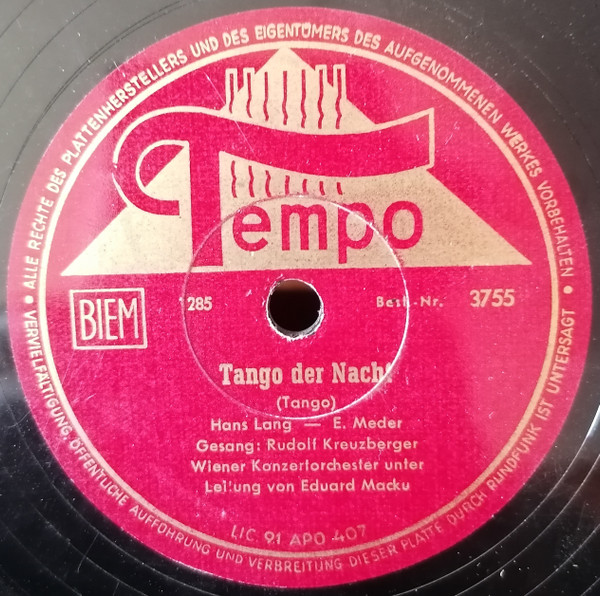 • ALLE RECHTE DES PLATTENHERSTELLERS UND DES EIGENTÜMERS DES AUFGENOMMENEN WERKES VORBEHALTEN •
VERVIELFÄLTIGUNG, ÖFFENTLICHE AUFFÜHRUNG UND VERBREITUNG DIESER PLATTE DURCH RUNDFUNK IST UNTERSAGT
Tempo
BIEM
1285
Best.-Nr. 3755
Tango der Nacht
(Tango)
Hans Lang — E. Meder
Gesang: Rudolf Kreuzberger
Wiener Konzertorchester unter
Leitung von Eduard Macku
LIC 91 APO 407